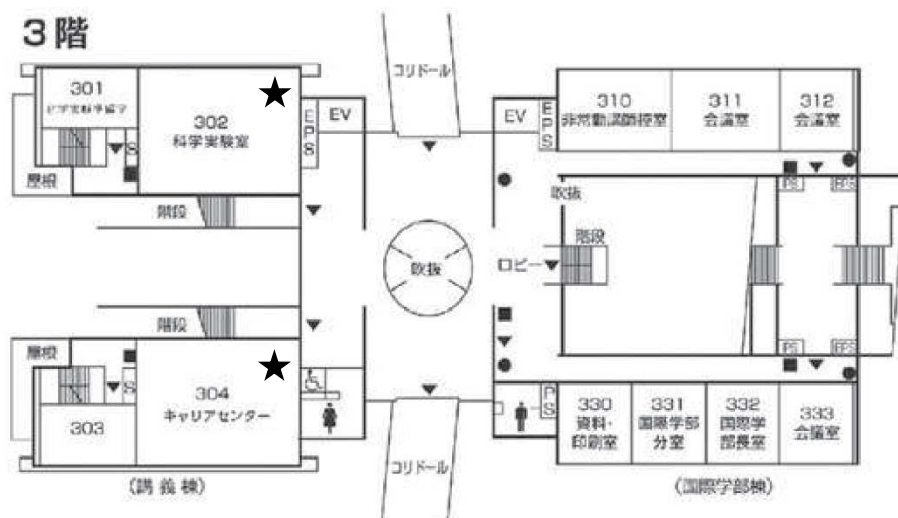 3階
コリドール
301
302
科学実験室
EPS
EV
S
屋根
階段
階段
屋根
S
304
キャリアセンター
303
(講義棟)
吹抜
コリドール
EV
EPS
310
非常勤講師控室
311
会議室
312
会議室
PS
EPS
吹抜
階段
ロビー
PS
EPS
PS
330
資料・
印刷室
331
国際学部
分室
332
国際学
部長室
333
会議室
(国際学部棟)